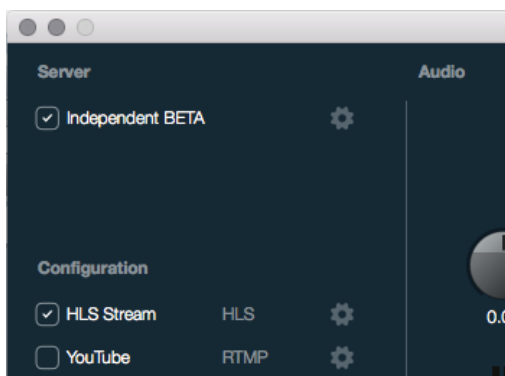 Server
Audio
Independent BETA
Configuration
HLS Stream HLS
YouTube RTMP